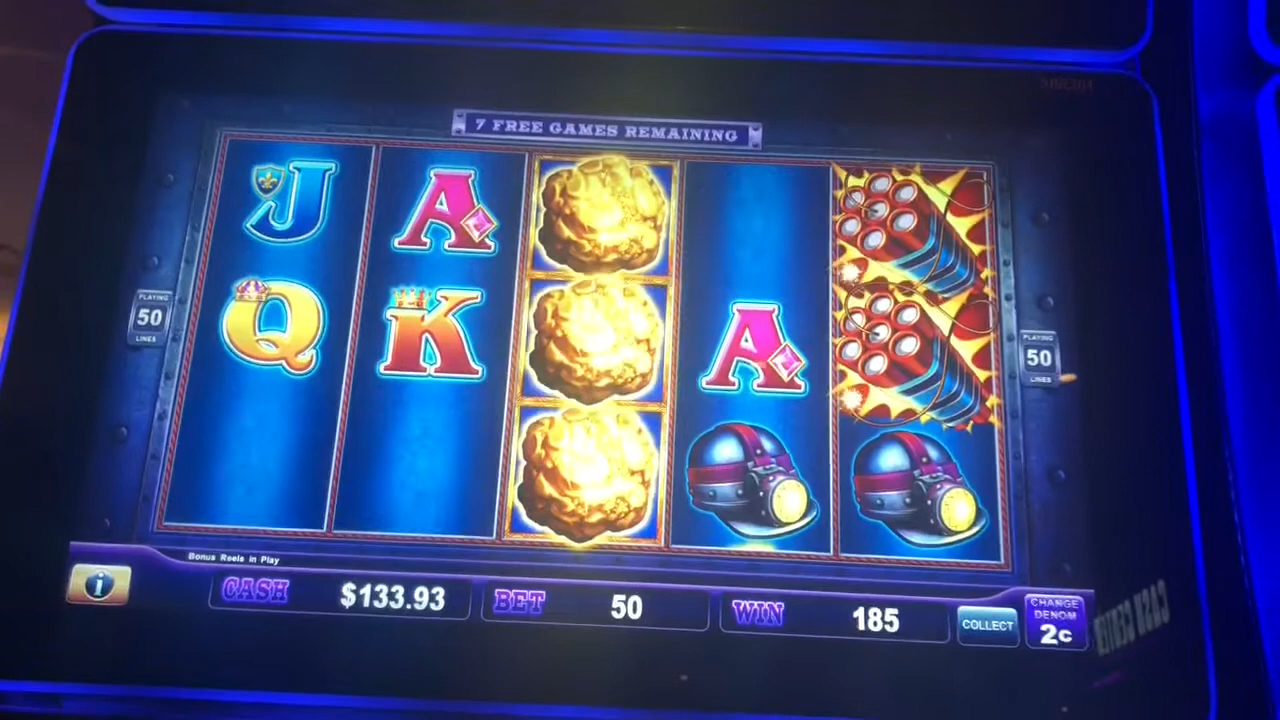 7 FREE GAMES REMAINING
J
A
Q
K
A
PLAYING
50
LINES
PLAYING
50
LINES
Bonus Reels in Play
i
CASH $133.93
BET 50
WIN 185
COLLECT
CHANGE
DENOM
2¢